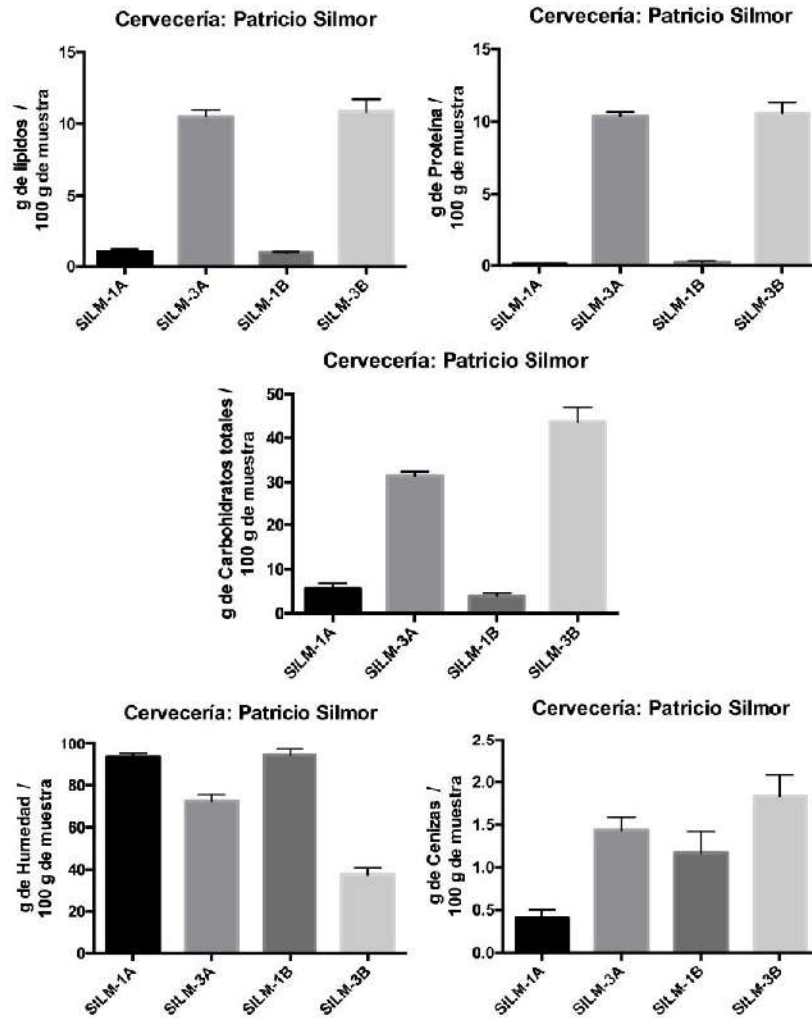 Cervecería: Patricio Silmor
g de lípidos /
100 g de muestra
15
10
5
0
SILM-1A
SILM-3A
SILM-1B
SILM-3B
Cervecería: Patricio Silmor
g de Proteína /
100 g de muestra
15
10
5
0
SILM-1A
SILM-3A
SILM-1B
SILM-3B
Cervecería: Patricio Silmor
g de Carbohidratos totales /
100 g de muestra
50
40
30
20
10
0
SILM-1A
SILM-3A
SILM-1B
SILM-3B
Cervecería: Patricio Silmor
g de Humedad /
100 g de muestra
100
80
60
40
20
0
SILM-1A
SILM-3A
SILM-1B
SILM-3B
Cervecería: Patricio Silmor
g de Cenizas /
100 g de muestra
2.5
2.0
1.5
1.0
0.5
0.0
SILM-1A
SILM-3A
SILM-1B
SILM-3B